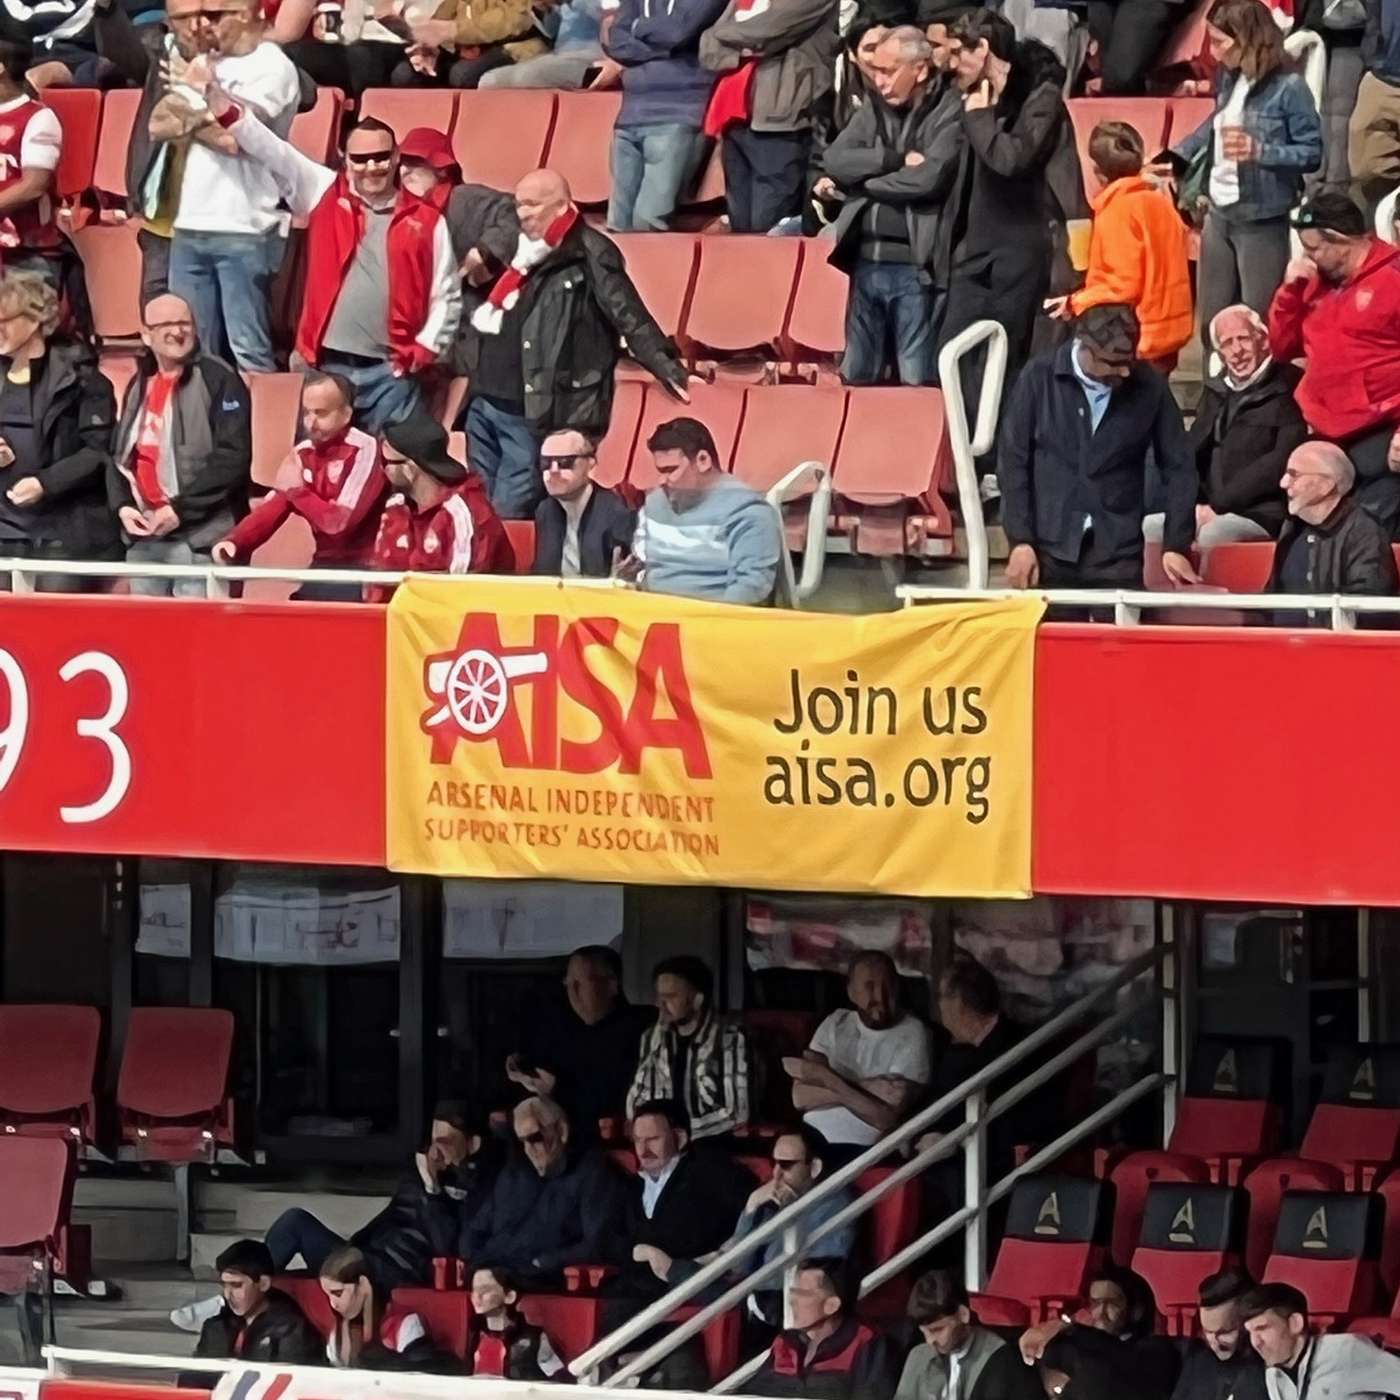 93
AISA
ARSENAL INDEPENDENT
SUPPORTERS' ASSOCIATION
Join us
aisa.org